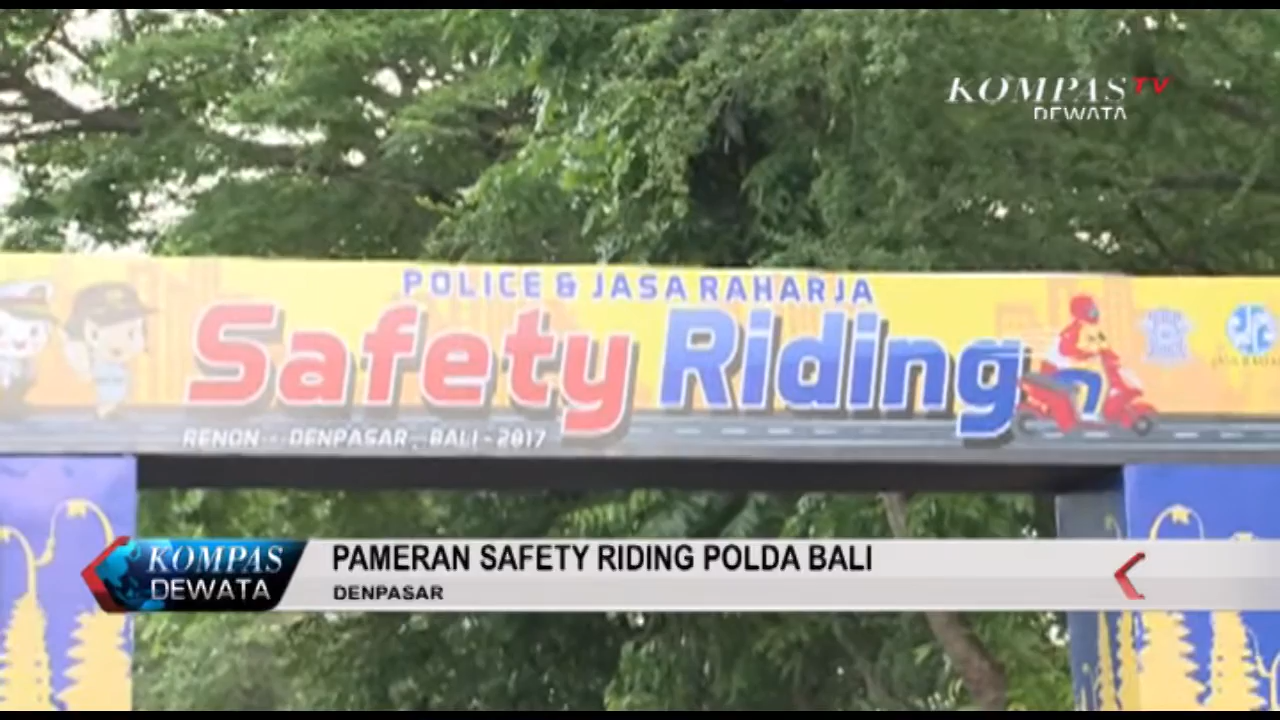 KOMPAS TV
DEWATA
POLICE & JASA RAHARJA
Safety Riding
RENON - DENPASAR, BALI - 2017
KOMPAS
DEWATA
PAMERAN SAFETY RIDING POLDA BALI
DENPASAR